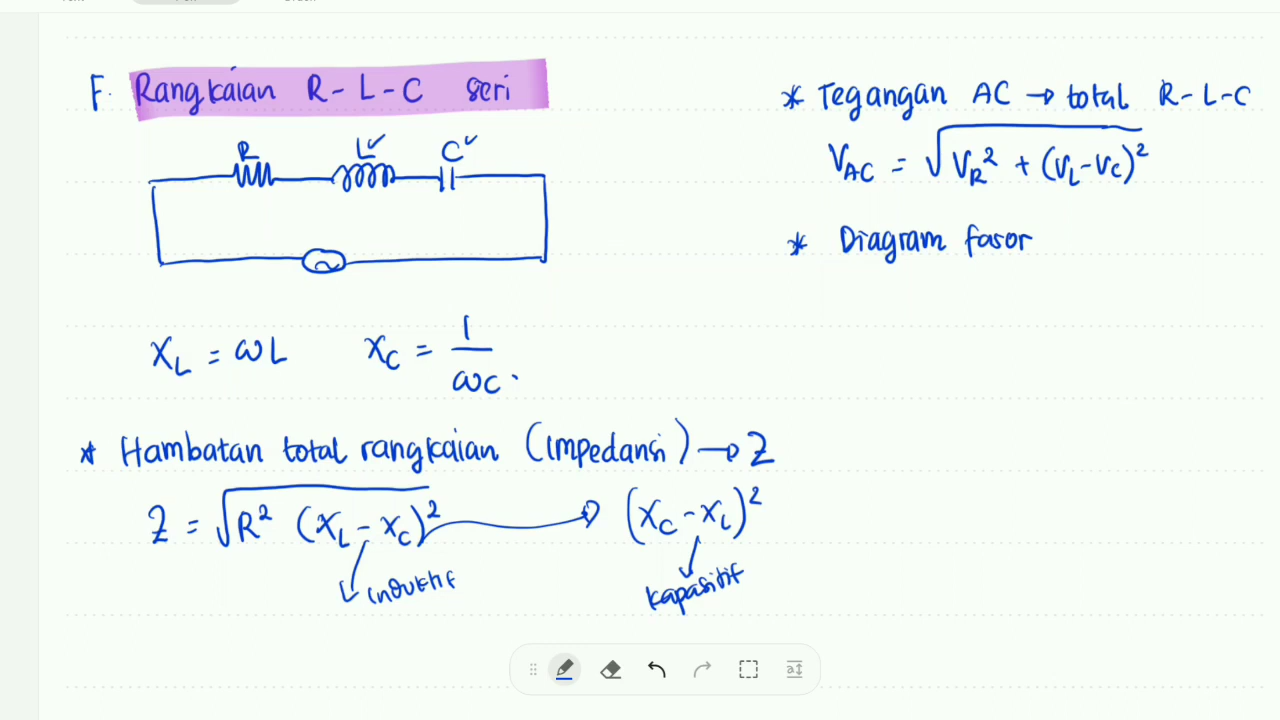 F. Rangkaian R-L-C seri
R L✓ C✓
X_L = ωL X_C = 1/ωC.
* Hambatan total rangkaian (Impedansi) → Z
Z = √R² (X_L - X_C)² → (X_C - X_L)²
→ induktif
kapasitif
* Tegangan AC → total R-L-C
V_AC = √V_R² + (V_L - V_C)²
* Diagram fasor
a